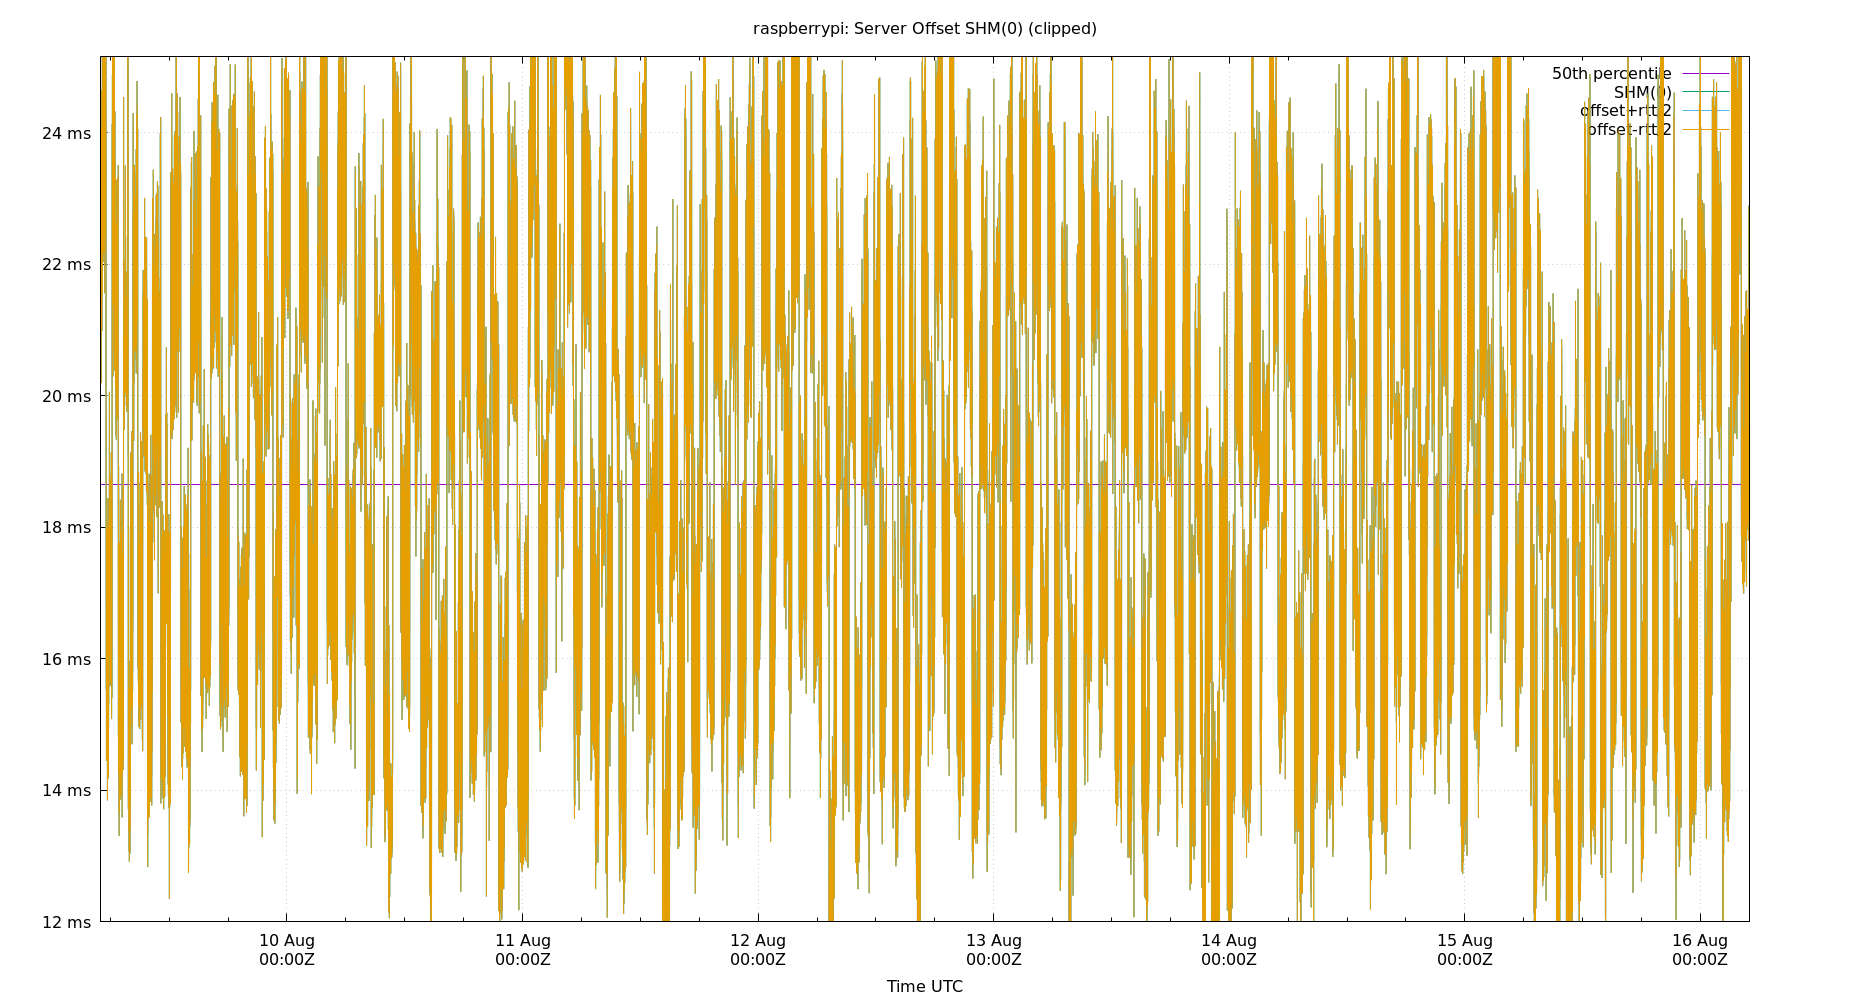 raspberrypi: Server Offset SHM(0) (clipped)
50th percentile
SHM(0)
offset+rtt/2
offset-rtt/2
24 ms
22 ms
20 ms
18 ms
16 ms
14 ms
12 ms
10 Aug 11 Aug 12 Aug 13 Aug 14 Aug 15 Aug 16 Aug
00:00Z 00:00Z 00:00Z 00:00Z 00:00Z 00:00Z 00:00Z
Time UTC